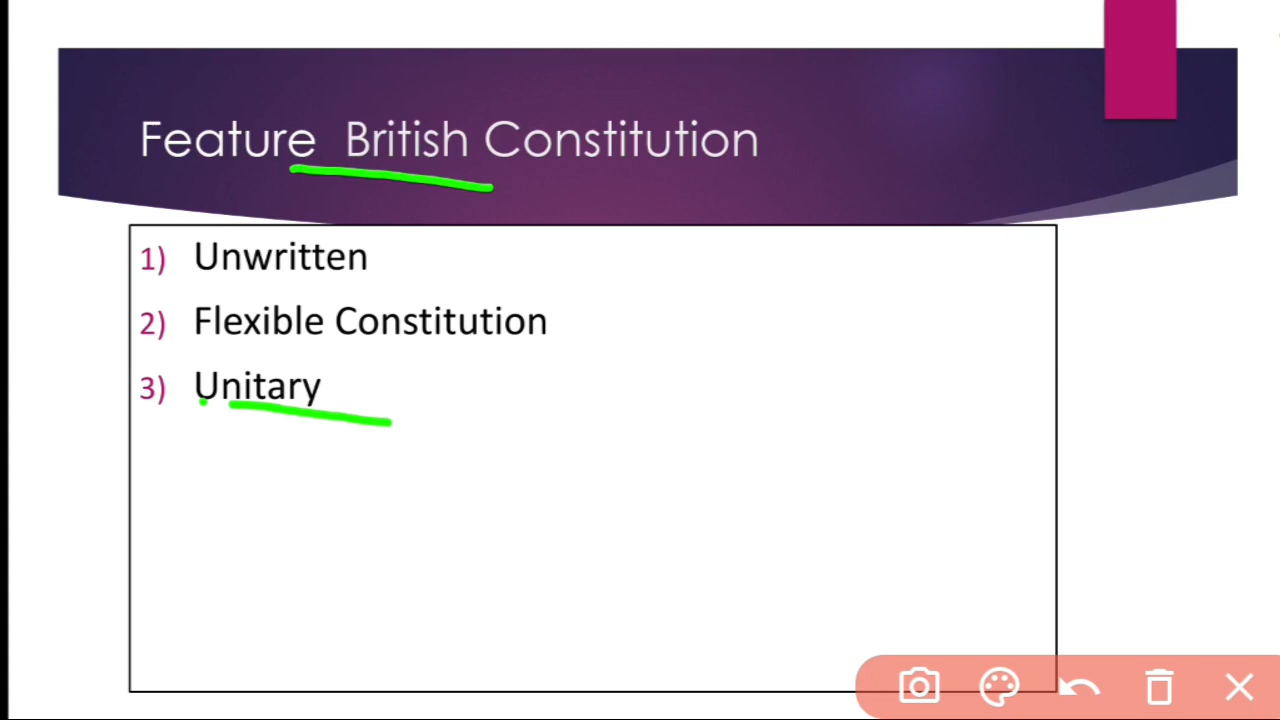 Feature British Constitution
1) Unwritten
2) Flexible Constitution
3) Unitary